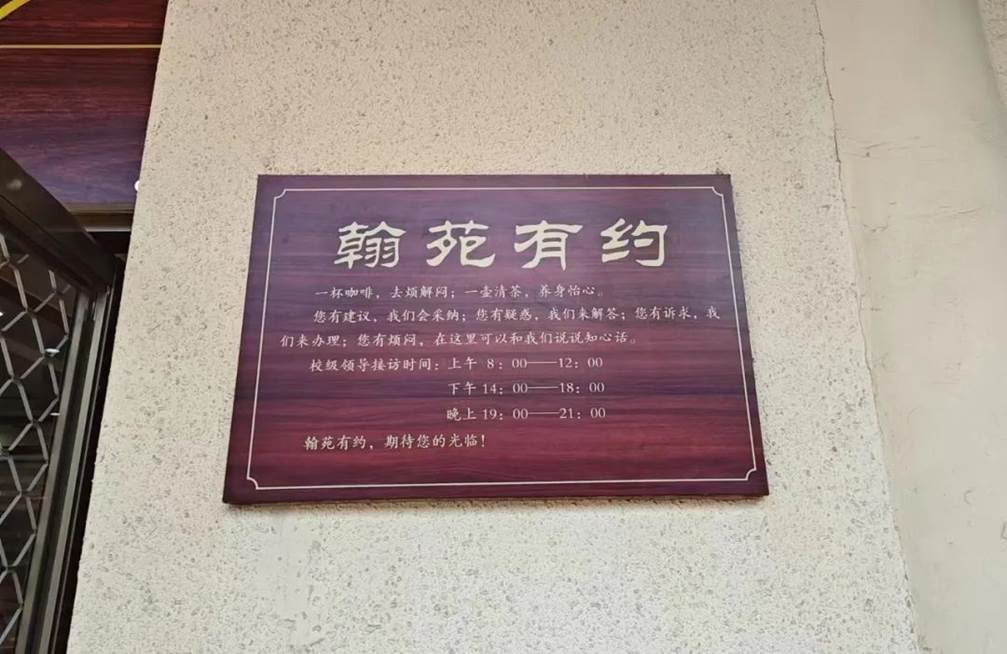 翰苑有约
一杯咖啡，去烦解闷；一壶清茶，养身怡心。
您有建议，我们会采纳；您有疑惑，我们来解答；您有诉求，我
们来办理；您有烦闷，在这里可以和我们说说知心话。
校级领导接访时间：上午 8：00——12：00
下午 14：00——18：00
晚上 19：00——21：00
翰苑有约，期待您的光临！